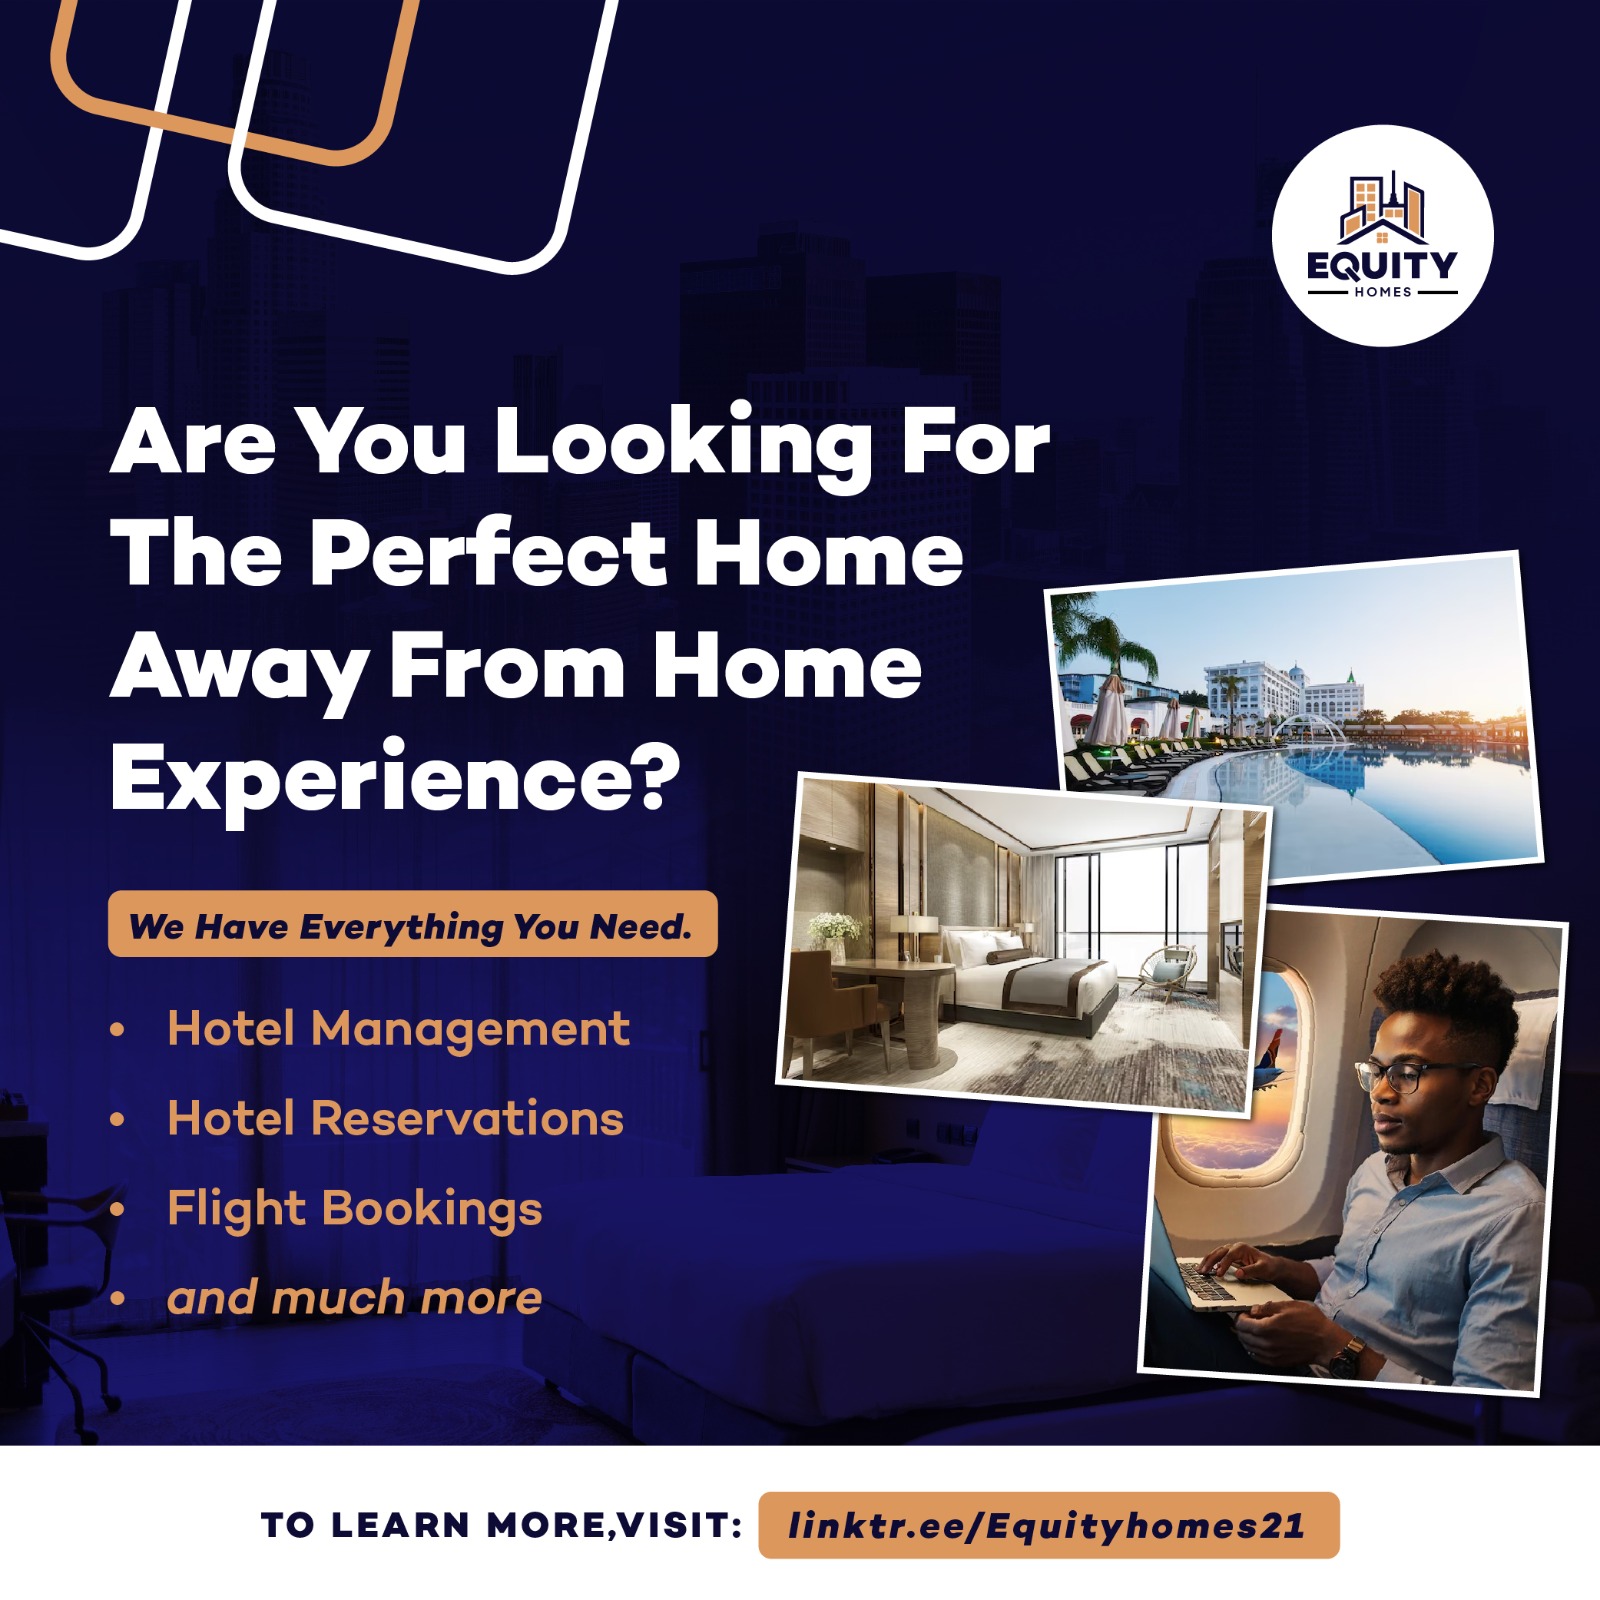 EQUITY
HOMES
Are You Looking For
The Perfect Home
Away From Home
Experience?
We Have Everything You Need.
• Hotel Management
• Hotel Reservations
• Flight Bookings
• and much more
TO LEARN MORE,VISIT: linktr.ee/Equityhomes21